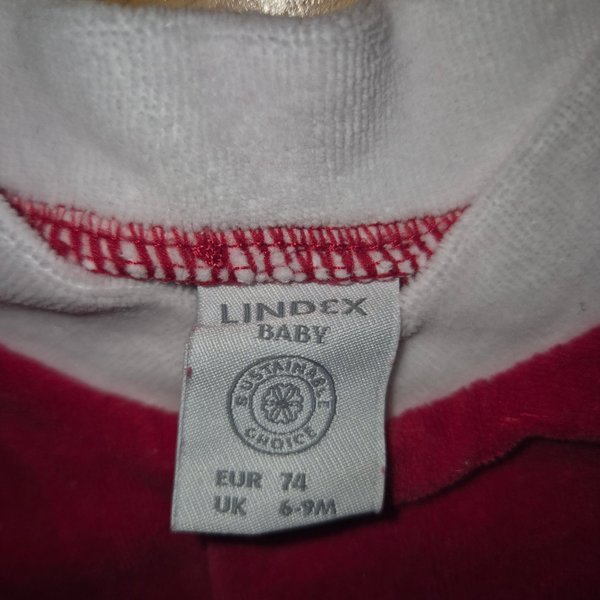 LINDEX
BABY
SUSTAINABLE
CHOICE
EUR 74
UK 6-9M